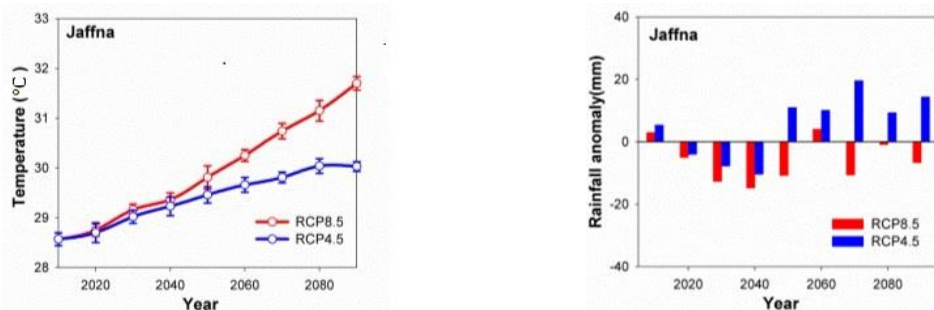 Jaffna
Temperature (°C)
33
32
31
30
29
28
RCP8.5
RCP4.5
2020
2040
2060
2080
Year
Jaffna
Rainfall anomaly(mm)
40
20
0
-20
-40
RCP8.5
RCP4.5
2020
2040
2060
2080
Year